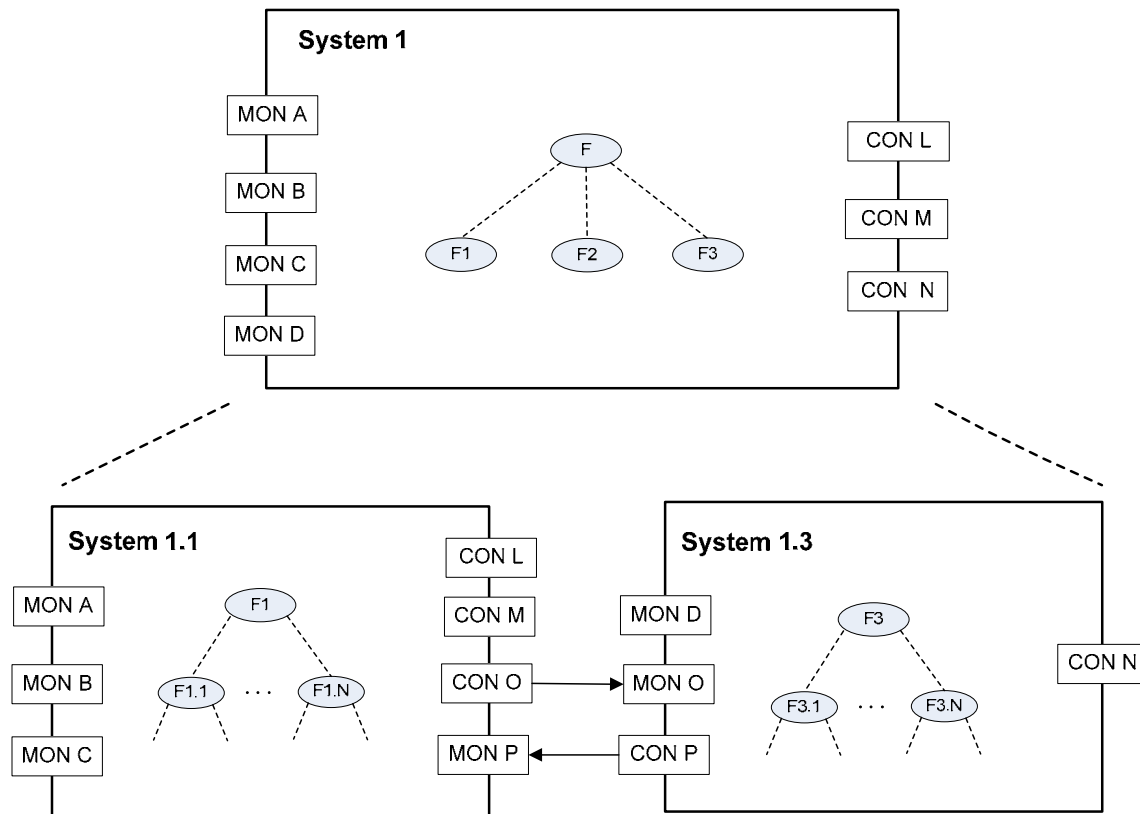 System 1
MON A
MON B
MON C
MON D
F
F1
F2
F3
CON L
CON M
CON N
System 1.1
MON A
MON B
MON C
F1
F1.1
...
F1.N
CON L
CON M
CON O
MON P
System 1.3
MON D
MON O
CON P
F3
F3.1
...
F3.N
CON N